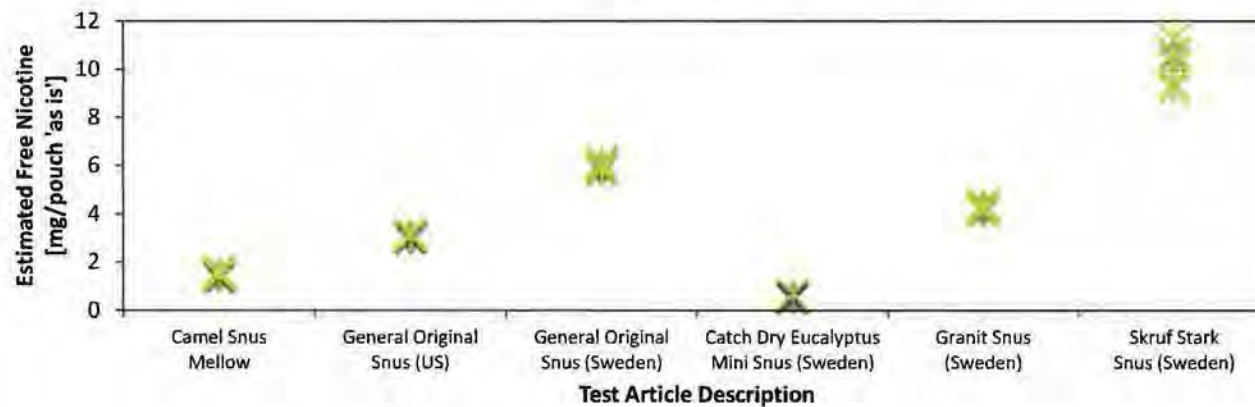 Estimated Free Nicotine
[mg/pouch 'as is']
12
10
8
6
4
2
0
Camel Snus
Mellow
General Original
Snus (US)
General Original
Snus (Sweden)
Catch Dry Eucalyptus
Mini Snus (Sweden)
Granit Snus
(Sweden)
Skruf Stark
Snus (Sweden)
Test Article Description